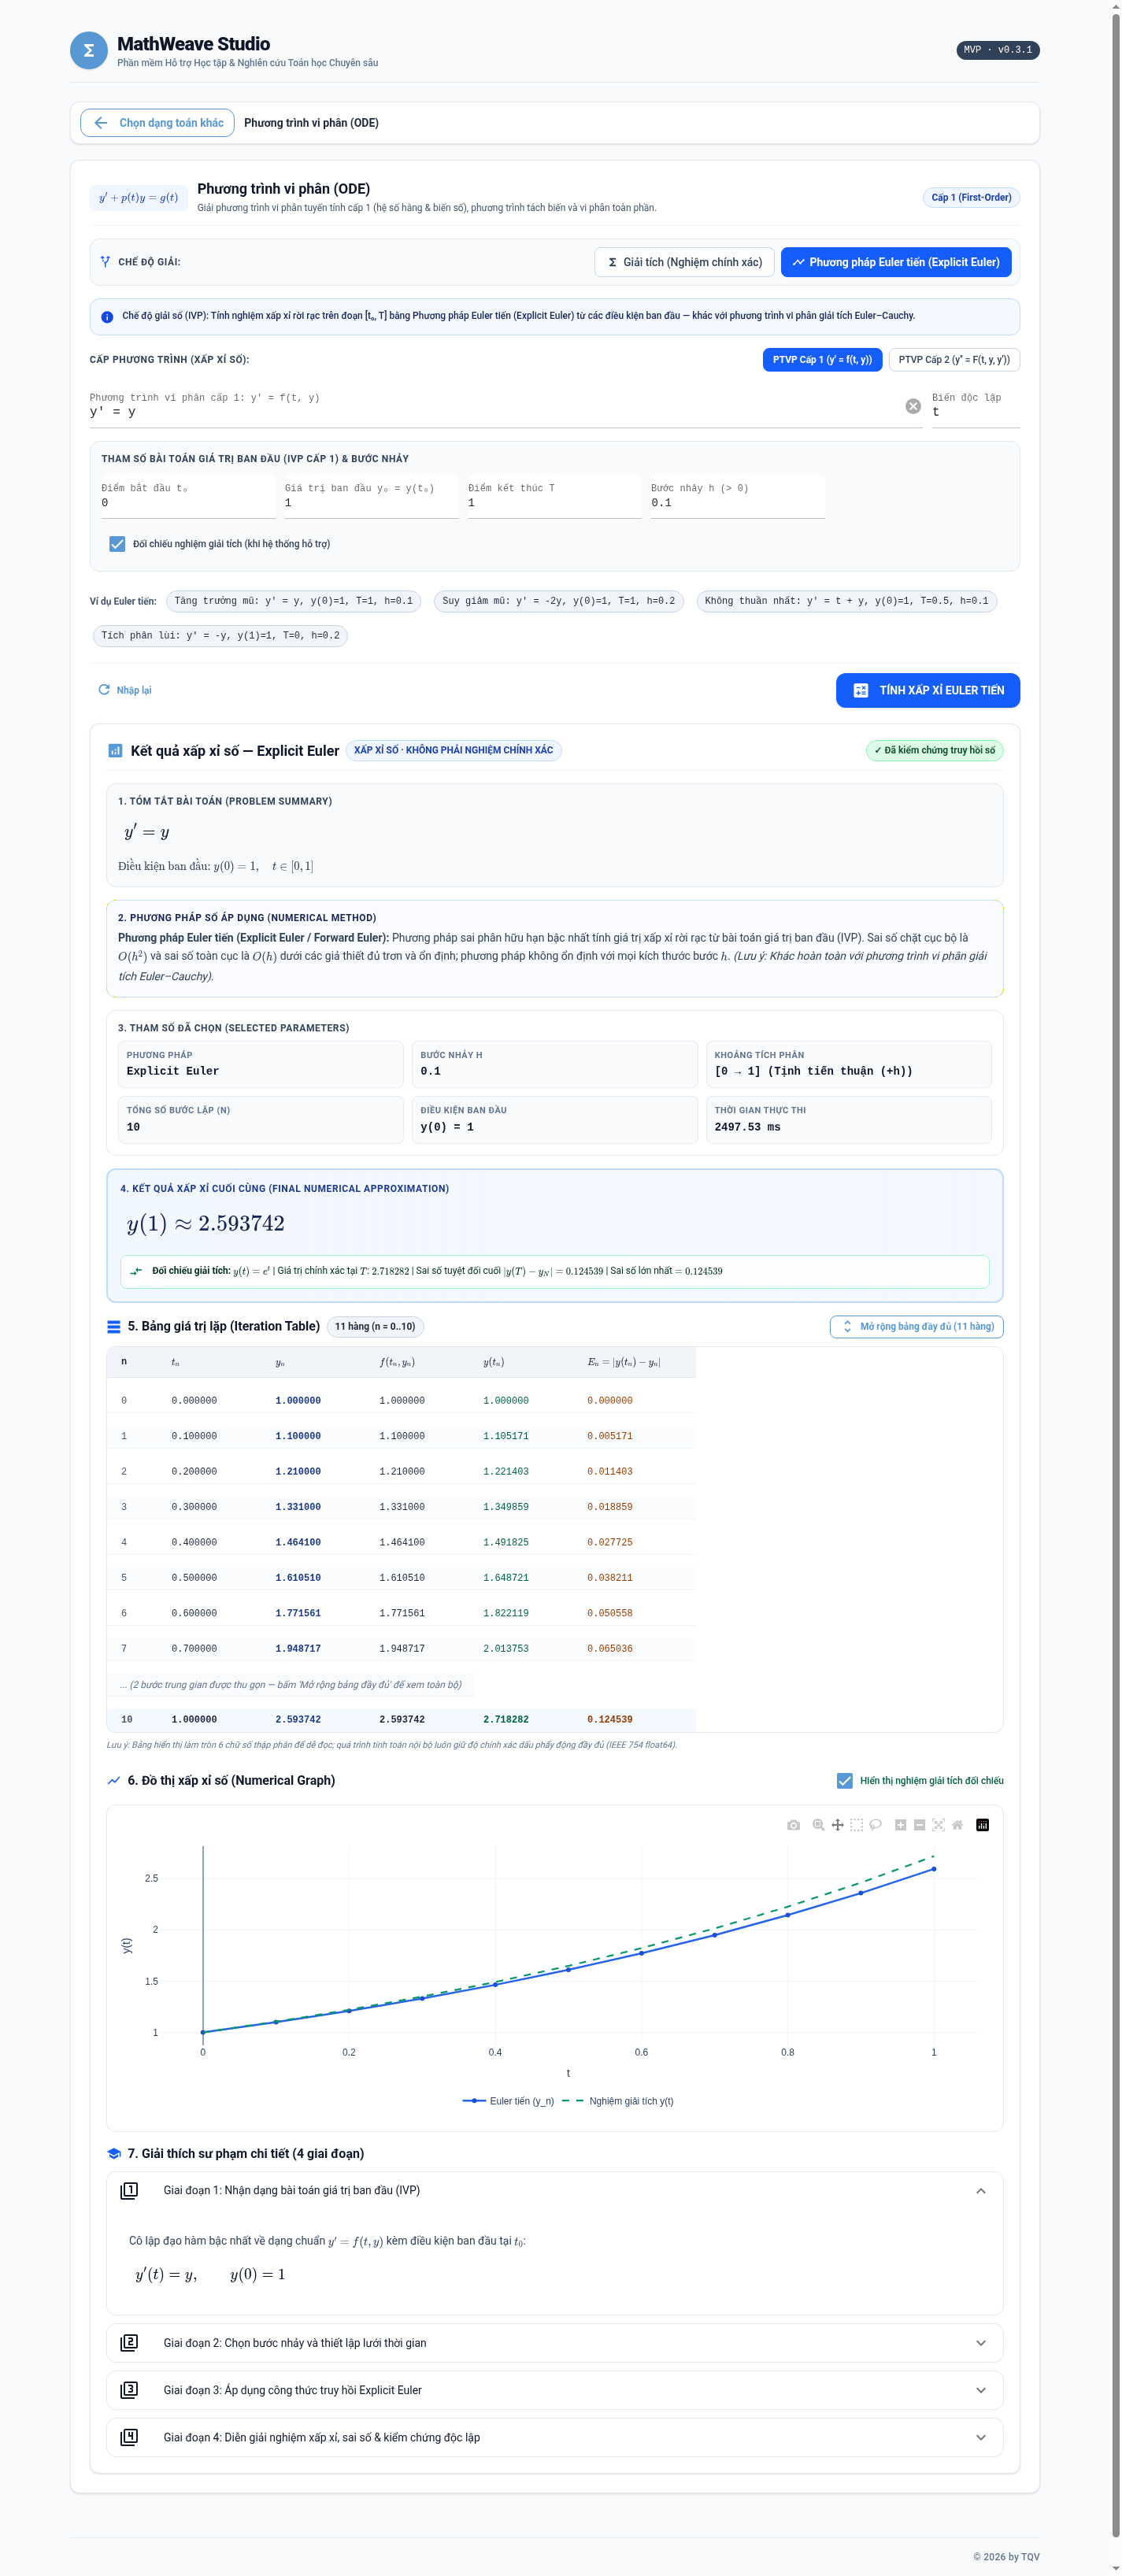 Σ
MathWeave Studio
Phần mềm Hỗ trợ Học tập & Nghiên cứu Toán học Chuyên sâu
MVP · v0.3.1
Chọn dạng toán khác
Phương trình vi phân (ODE)
y′ + p(t)y = g(t)
Phương trình vi phân (ODE)
Giải phương trình vi phân tuyến tính cấp 1 (hệ số hằng & biến số), phương trình tách biến và vi phân toàn phần.
Cấp 1 (First-Order)
CHẾ ĐỘ GIẢI:
Σ Giải tích (Nghiệm chính xác)
Phương pháp Euler tiến (Explicit Euler)
Chế độ giải số (IVP): Tính nghiệm xấp xỉ rời rạc trên đoạn [t₀, T] bằng Phương pháp Euler tiến (Explicit Euler) từ các điều kiện ban đầu — khác với phương trình vi phân giải tích Euler–Cauchy.
CẤP PHƯƠNG TRÌNH (XẤP XỈ SỐ):
PTVP Cấp 1 (y' = f(t, y))
PTVP Cấp 2 (y'' = F(t, y, y'))
Phương trình vi phân cấp 1: y' = f(t, y)
y' = y
Biến độc lập
t
THAM SỐ BÀI TOÁN GIÁ TRỊ BAN ĐẦU (IVP CẤP 1) & BƯỚC NHẢY
Điểm bắt đầu t₀
0
Giá trị ban đầu y₀ = y(t₀)
1
Điểm kết thúc T
1
Bước nhảy h (> 0)
0.1
Đối chiếu nghiệm giải tích (khi hệ thống hỗ trợ)
Ví dụ Euler tiến:
Tăng trưởng mũ: y' = y, y(0)=1, T=1, h=0.1
Suy giảm mũ: y' = -2y, y(0)=1, T=1, h=0.2
Không thuần nhất: y' = t + y, y(0)=1, T=0.5, h=0.1
Tích phân lùi: y' = -y, y(1)=1, T=0, h=0.2
Nhập lại
TÍNH XẤP XỈ EULER TIẾN
Kết quả xấp xỉ số — Explicit Euler
XẤP XỈ SỐ · KHÔNG PHẢI NGHIỆM CHÍNH XÁC
✓ Đã kiểm chứng truy hồi số
1. TÓM TẮT BÀI TOÁN (PROBLEM SUMMARY)
y′ = y
Điều kiện ban đầu: y(0) = 1, t ∈ [0, 1]
2. PHƯƠNG PHÁP SỐ ÁP DỤNG (NUMERICAL METHOD)
Phương pháp Euler tiến (Explicit Euler / Forward Euler): Phương pháp sai phân hữu hạn bậc nhất tính giá trị xấp xỉ rời rạc từ bài toán giá trị ban đầu (IVP). Sai số chặt cục bộ là
O(h²) và sai số toàn cục là O(h) dưới các giả thiết đủ trơn và ổn định; phương pháp không ổn định với mọi kích thước bước h. (Lưu ý: Khác hoàn toàn với phương trình vi phân giải
tích Euler–Cauchy).
3. THAM SỐ ĐÃ CHỌN (SELECTED PARAMETERS)
PHƯƠNG PHÁP
Explicit Euler
BƯỚC NHẢY H
0.1
KHOẢNG TÍCH PHÂN
[0 → 1] (Tịnh tiến thuận (+h))
TỔNG SỐ BƯỚC LẶP (N)
10
ĐIỀU KIỆN BAN ĐẦU
y(0) = 1
THỜI GIAN THỰC THI
2497.53 ms
4. KẾT QUẢ XẤP XỈ CUỐI CÙNG (FINAL NUMERICAL APPROXIMATION)
y(1) ≈ 2.593742
Đối chiếu giải tích: y(t) = eᵗ | Giá trị chính xác tại T: 2.718282 | Sai số tuyệt đối cuối |y(T) − y_N| = 0.124539 | Sai số lớn nhất = 0.124539
5. Bảng giá trị lặp (Iteration Table)
11 hàng (n = 0..10)
Mở rộng bảng đầy đủ (11 hàng)
n tₙ yₙ f(tₙ, yₙ) y(tₙ) Eₙ = |y(tₙ) − yₙ|
0 0.000000 1.000000 1.000000 1.000000 0.000000
1 0.100000 1.100000 1.100000 1.105171 0.005171
2 0.200000 1.210000 1.210000 1.221403 0.011403
3 0.300000 1.331000 1.331000 1.349859 0.018859
4 0.400000 1.464100 1.464100 1.491825 0.027725
5 0.500000 1.610510 1.610510 1.648721 0.038211
6 0.600000 1.771561 1.771561 1.822119 0.050558
7 0.700000 1.948717 1.948717 2.013753 0.065036
... (2 bước trung gian được thu gọn — bấm 'Mở rộng bảng đầy đủ' để xem toàn bộ)
10 1.000000 2.593742 2.593742 2.718282 0.124539
Lưu ý: Bảng hiển thị làm tròn 6 chữ số thập phân để dễ đọc; quá trình tính toán nội bộ luôn giữ độ chính xác dấu phẩy động đầy đủ (IEEE 754 float64).
6. Đồ thị xấp xỉ số (Numerical Graph)
Hiển thị nghiệm giải tích đối chiếu
2.5
2
1.5
1
y(t)
0 0.2 0.4 0.6 0.8 1
t
Euler tiến (y_n)
Nghiệm giải tích y(t)
7. Giải thích sư phạm chi tiết (4 giai đoạn)
1 Giai đoạn 1: Nhận dạng bài toán giá trị ban đầu (IVP)
Cô lập đạo hàm bậc nhất về dạng chuẩn y′ = f(t, y) kèm điều kiện ban đầu tại t₀:
y′(t) = y, y(0) = 1
2 Giai đoạn 2: Chọn bước nhảy và thiết lập lưới thời gian
3 Giai đoạn 3: Áp dụng công thức truy hồi Explicit Euler
4 Giai đoạn 4: Diễn giải nghiệm xấp xỉ, sai số & kiểm chứng độc lập
© 2026 by TQV